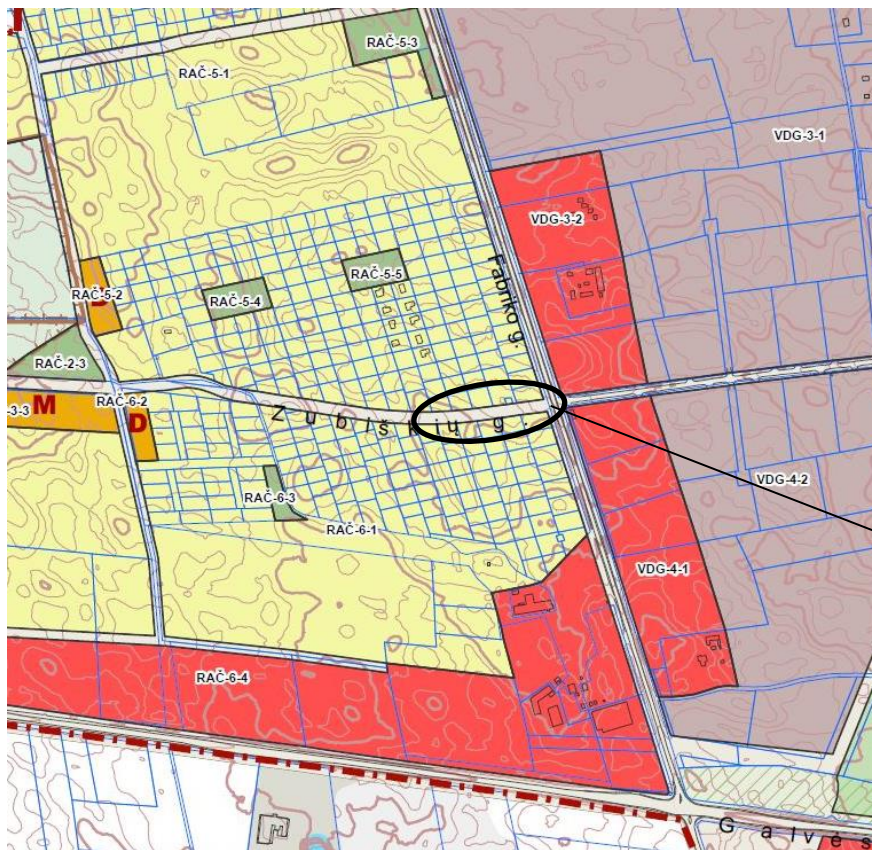 RAČ-5-3
RAČ-5-1
VDG-3-1
VDG-3-2
Fabriko g.
RAČ-5-5
RAČ-5-2
RAČ-5-4
RAČ-2-3
RAČ-6-2
3-3
M
D
Zubiškių g.
VDG-4-2
RAČ-6-3
RAČ-6-1
VDG-4-1
RAČ-6-4
Galvės